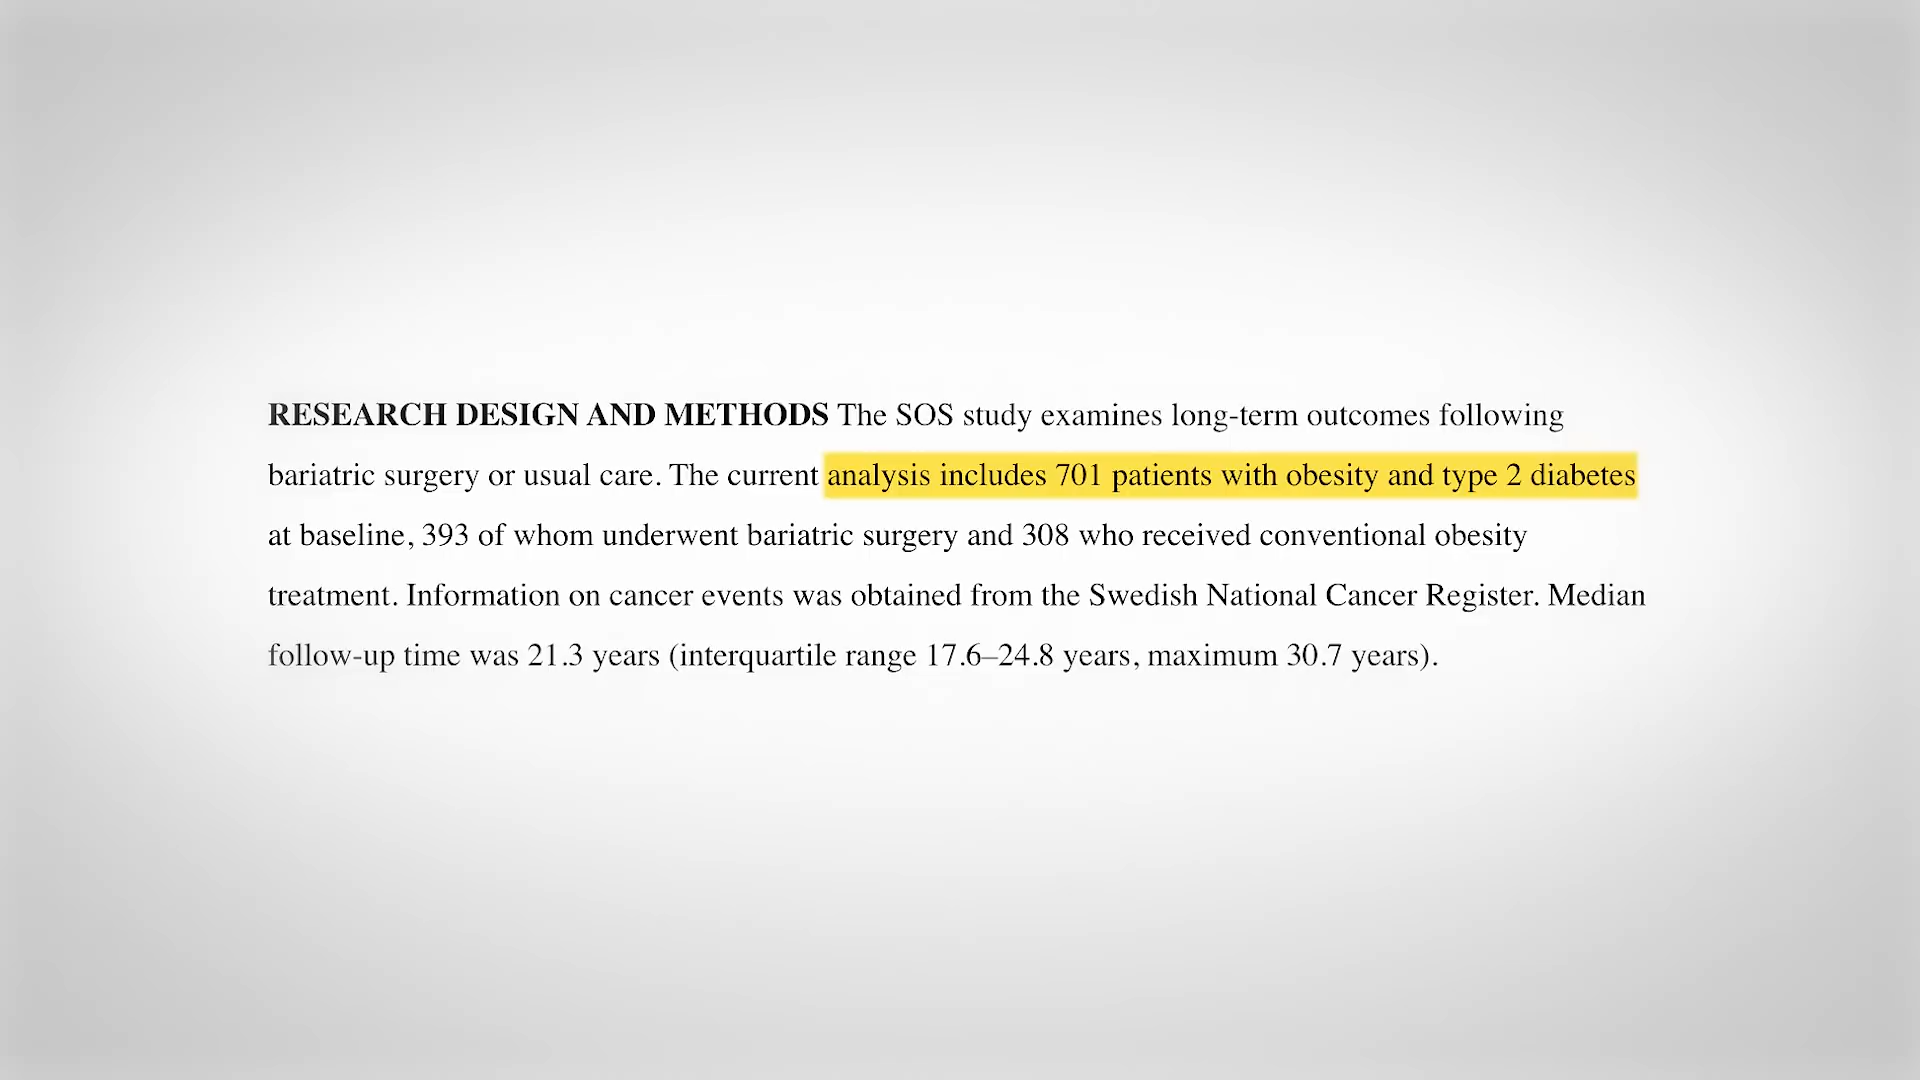 RESEARCH DESIGN AND METHODS The SOS study examines long-term outcomes following
bariatric surgery or usual care. The current analysis includes 701 patients with obesity and type 2 diabetes
at baseline, 393 of whom underwent bariatric surgery and 308 who received conventional obesity
treatment. Information on cancer events was obtained from the Swedish National Cancer Register. Median
follow-up time was 21.3 years (interquartile range 17.6–24.8 years, maximum 30.7 years).